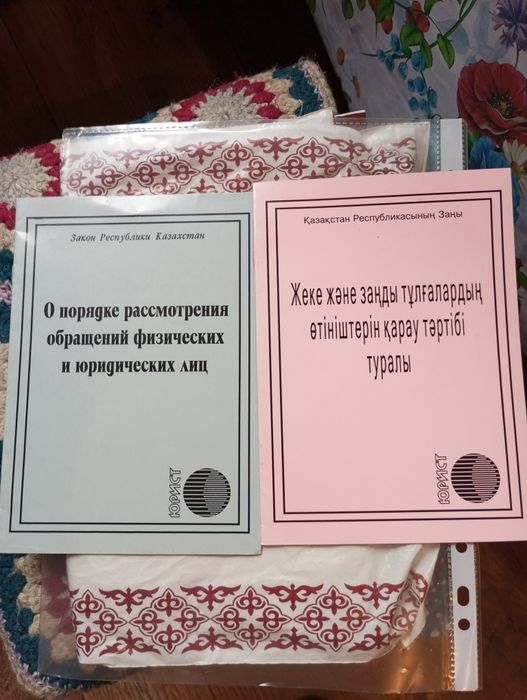 Закон Республики Казахстан
О порядке рассмотрения
обращений физических
и юридических лиц
ЮРИСТ
Қазақстан Республикасының Заңы
Жеке және заңды тұлғалардың
өтініштерін қарау тәртібі
туралы
ЮРИСТ